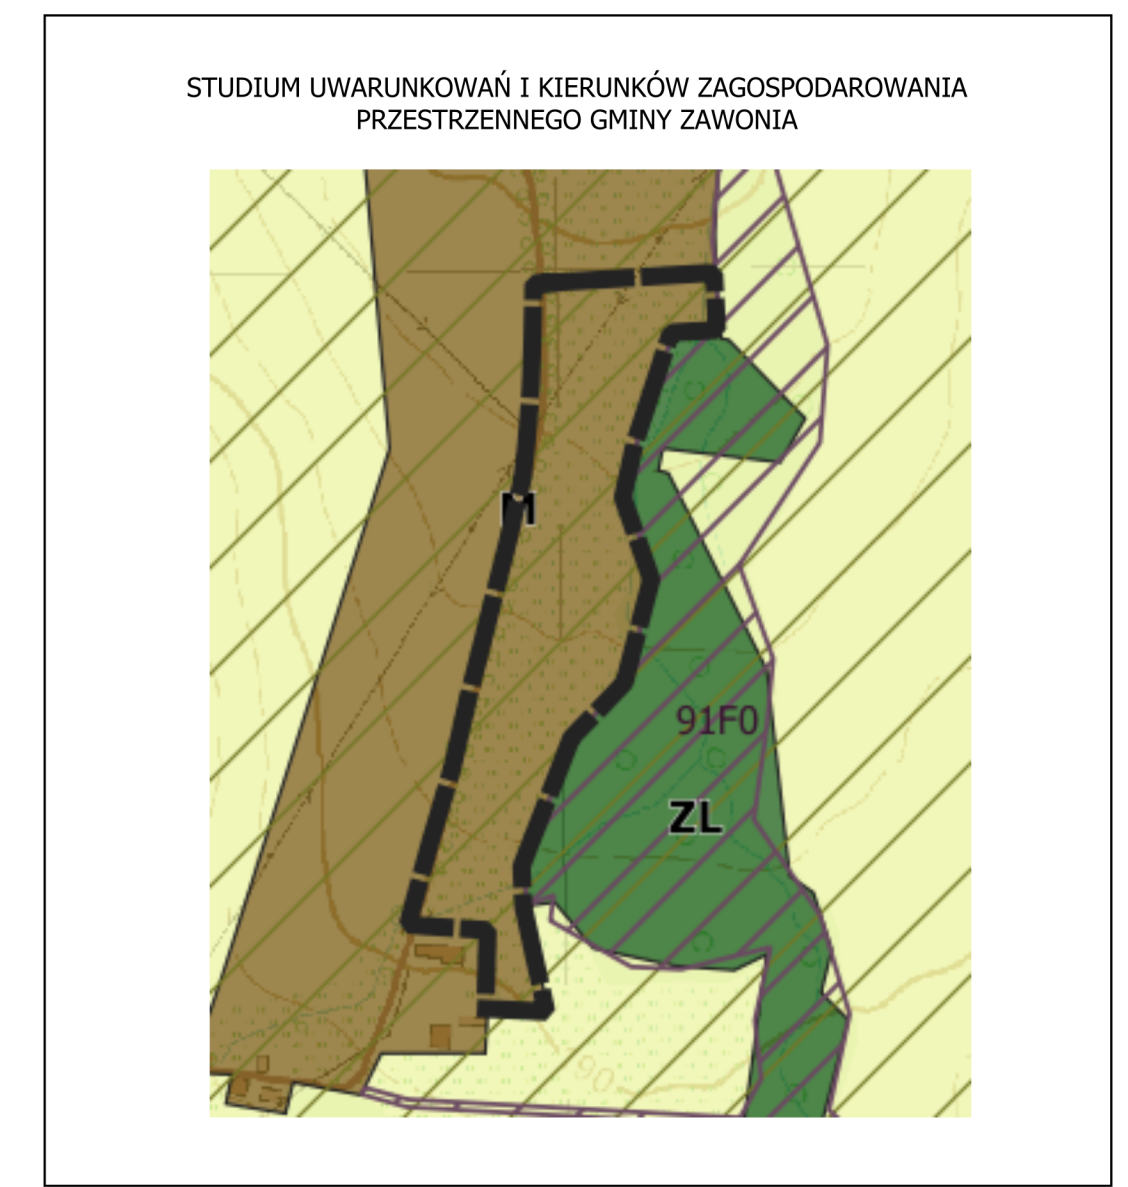 STUDIUM UWARUNKOWAŃ I KIERUNKÓW ZAGOSPODAROWANIA
PRZESTRZENNEGO GMINY ZAWONIA
M
91F0
ZL
90